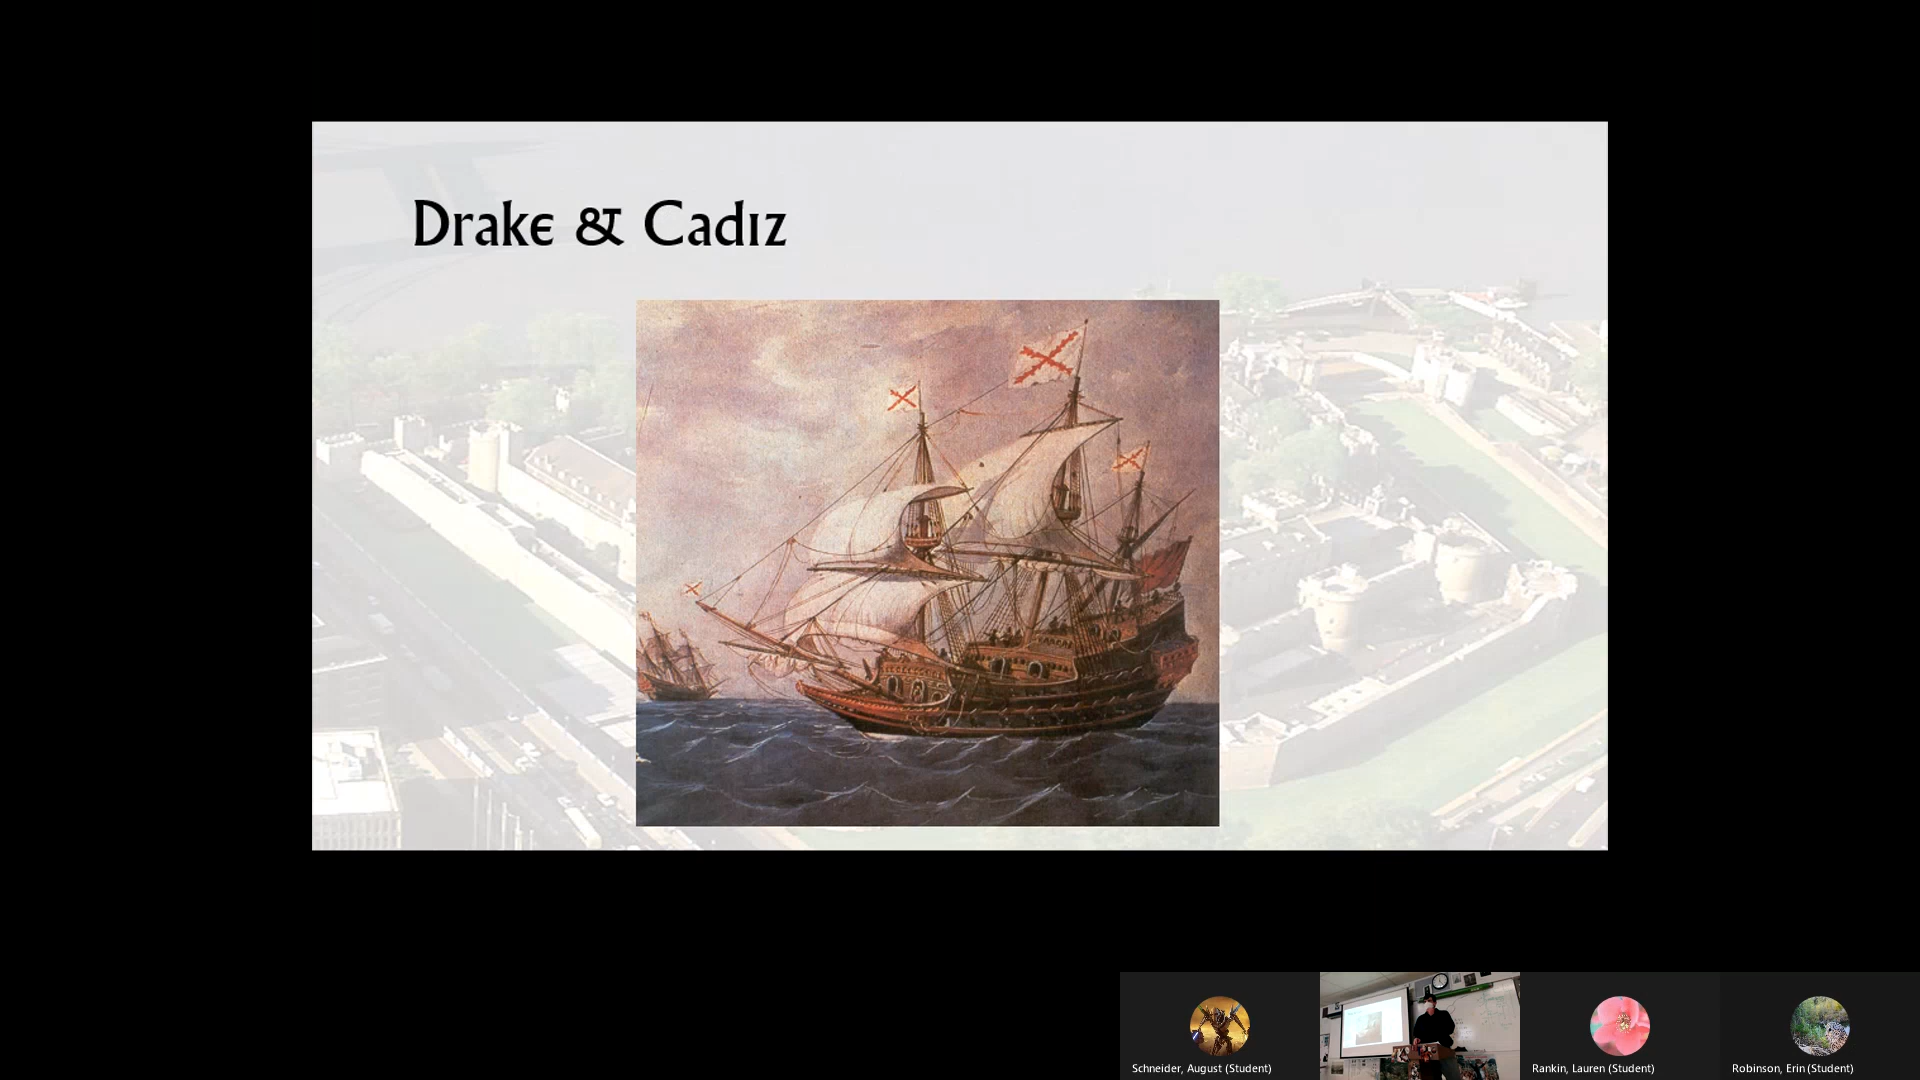 Drake & Cadiz
Schneider, August (Student)
Rankin, Lauren (Student)
Robinson, Erin (Student)